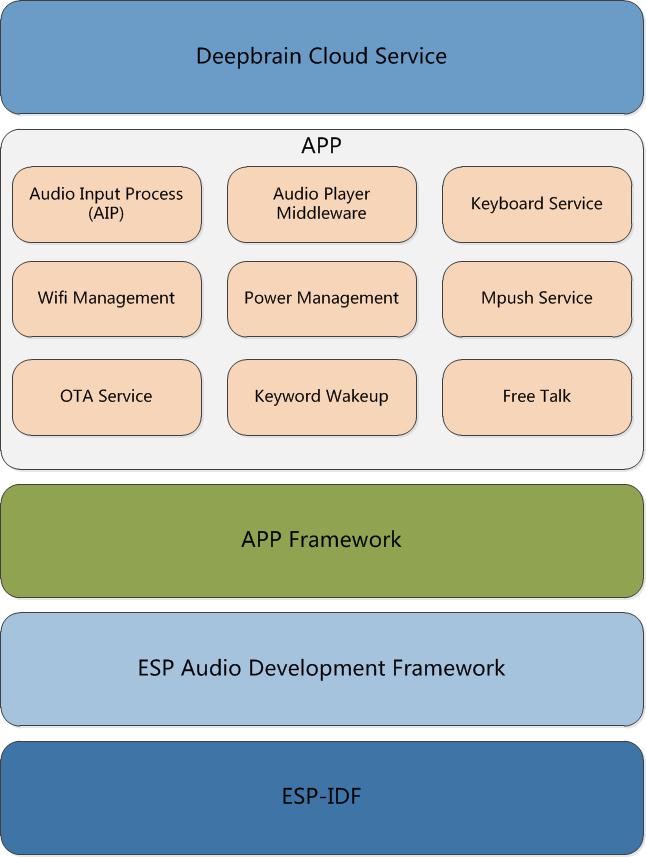 Deepbrain Cloud Service
APP
Audio Input Process
(AIP)
Audio Player
Middleware
Keyboard Service
Wifi Management
Power Management
Mpush Service
OTA Service
Keyword Wakeup
Free Talk
APP Framework
ESP Audio Development Framework
ESP-IDF